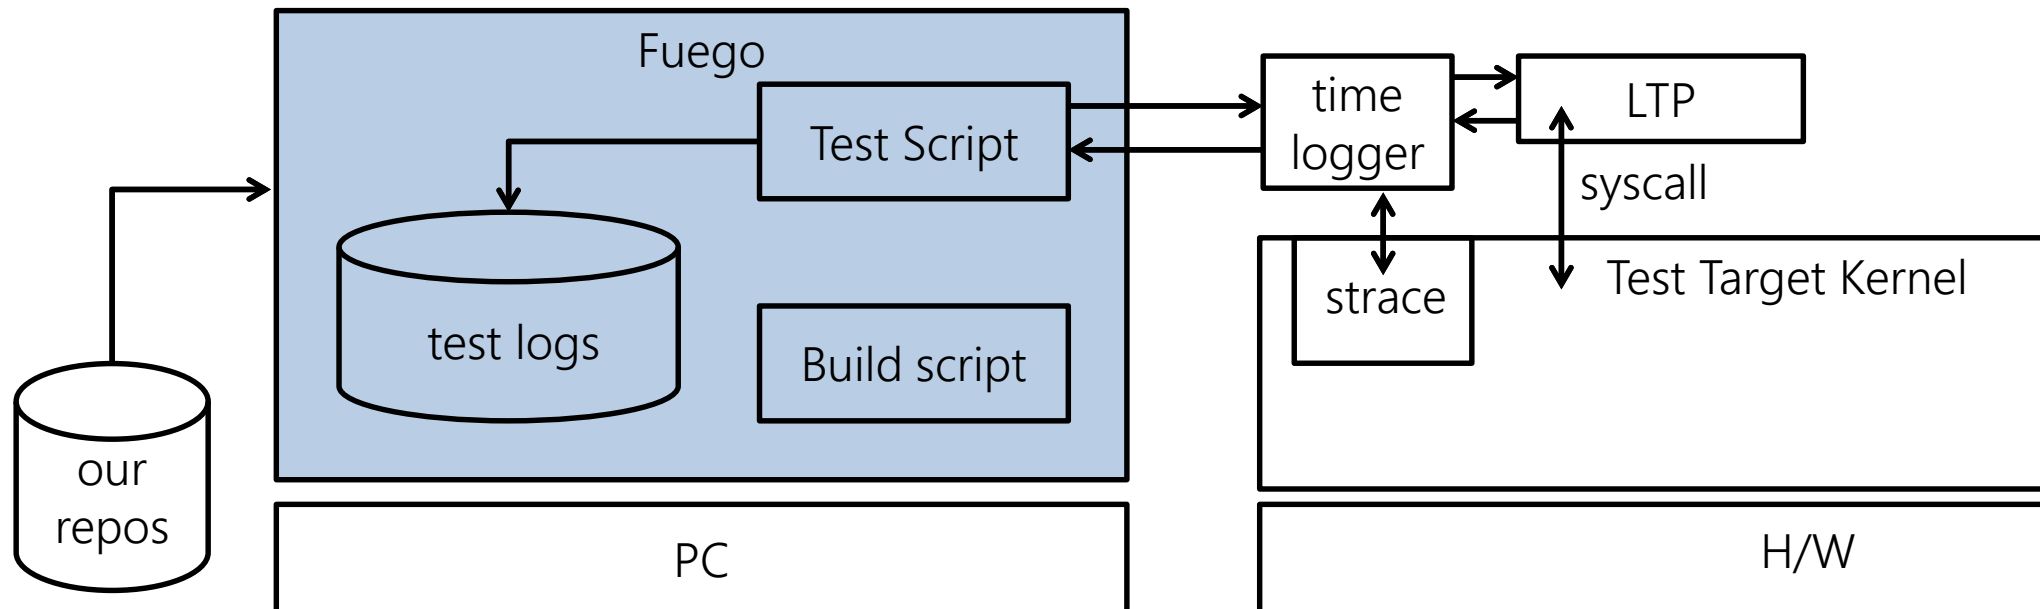 Fuego
Test Script
test logs
Build script
our
repos
PC
time
logger
LTP
syscall
strace
Test Target Kernel
H/W